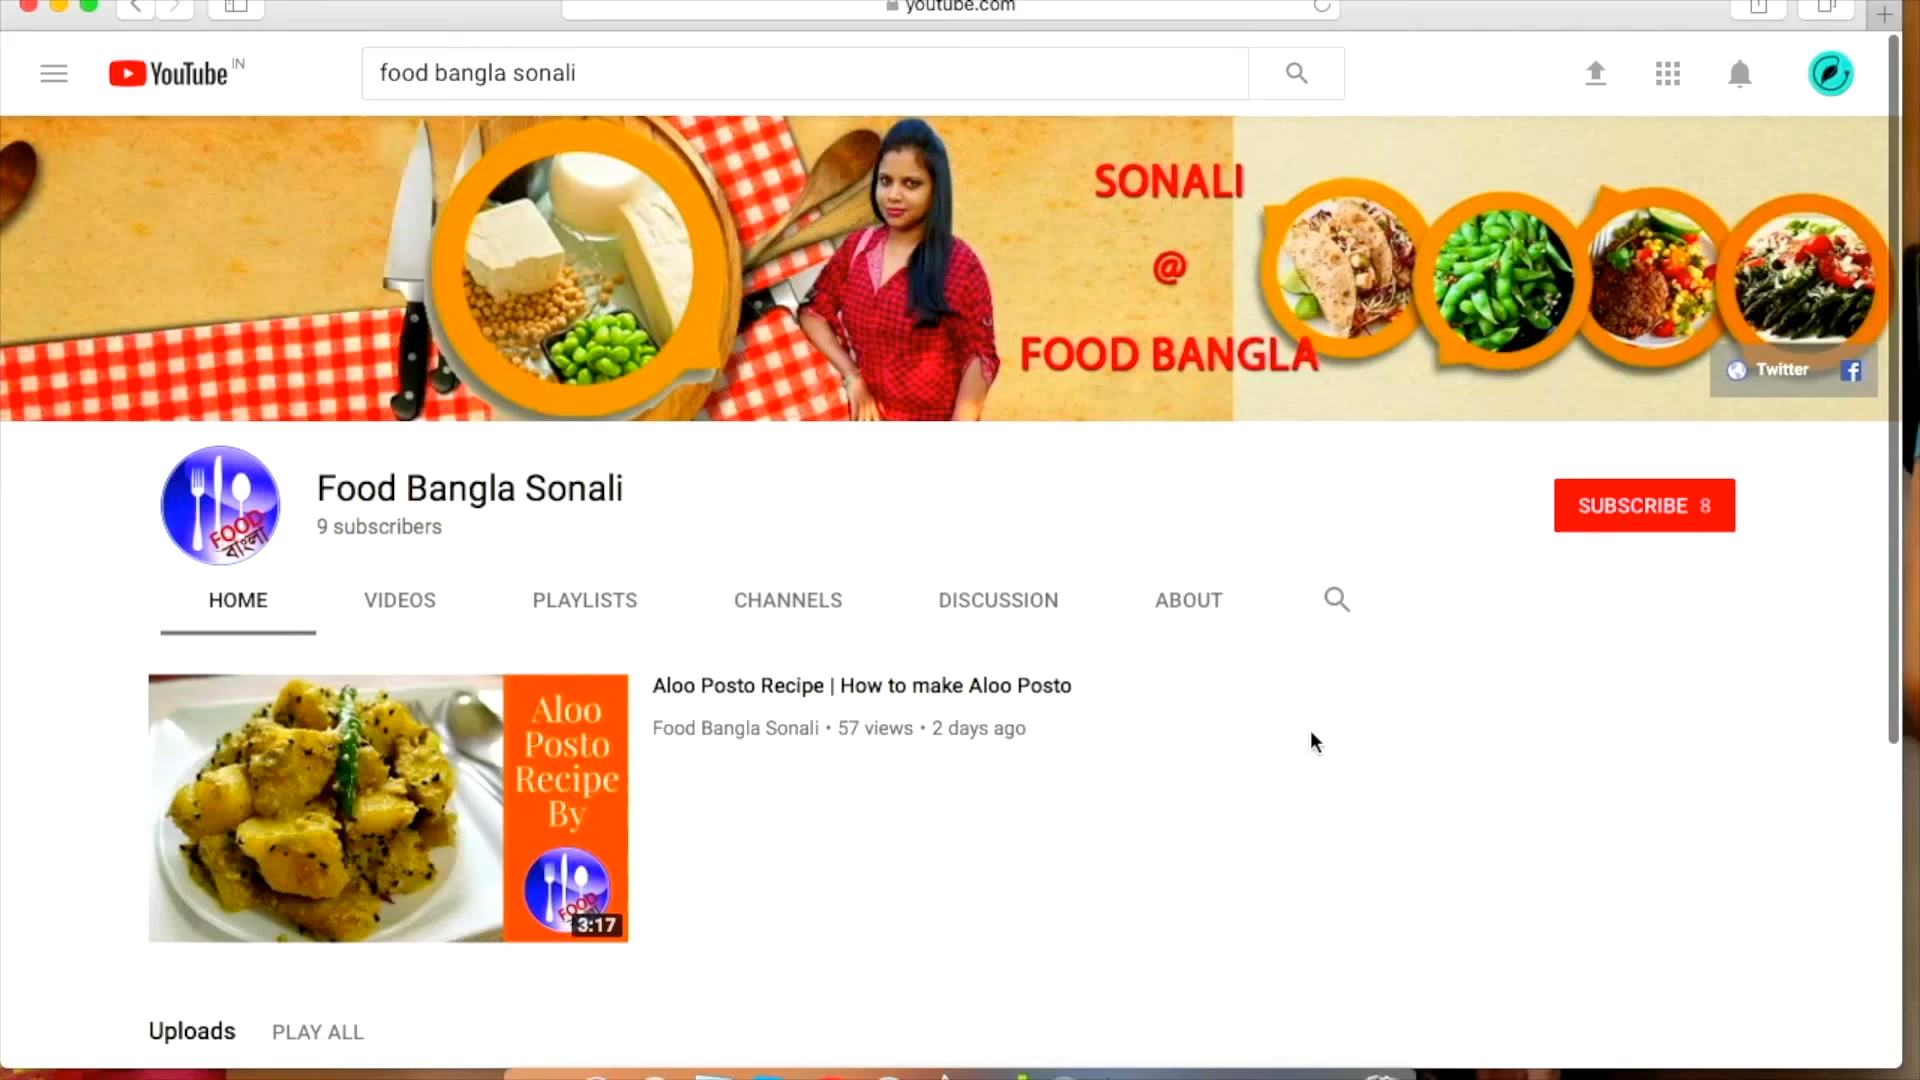 youtube.com
YouTube IN
food bangla sonali
SONALI
@
FOOD BANGLA
Twitter
FOOD
বাংলা
Food Bangla Sonali
9 subscribers
SUBSCRIBE 8
HOME VIDEOS PLAYLISTS CHANNELS DISCUSSION ABOUT
Aloo
Posto
Recipe
By
FOOD
3:17
Aloo Posto Recipe | How to make Aloo Posto
Food Bangla Sonali • 57 views • 2 days ago
Uploads PLAY ALL